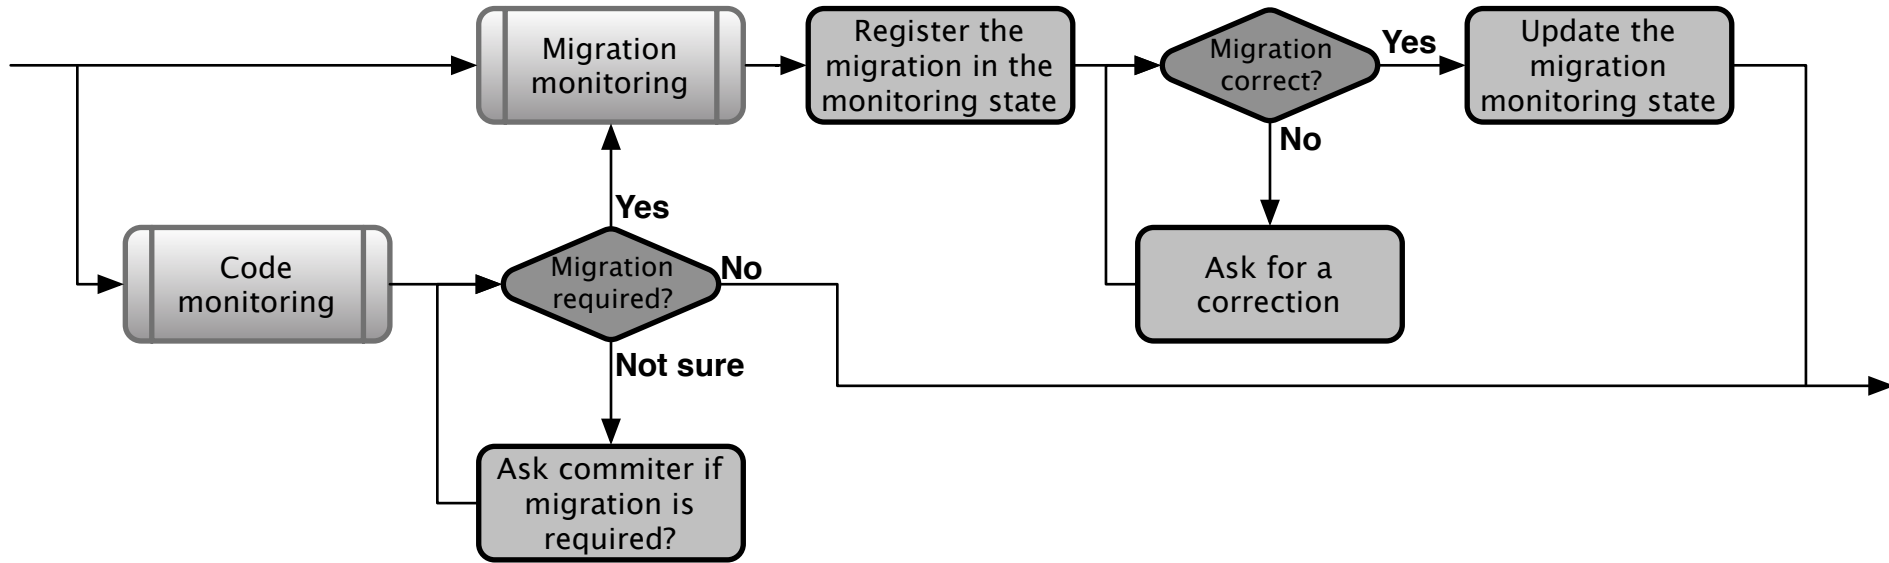 Migration
monitoring
Register the
migration in the
monitoring state
Migration
correct?
Yes
Update the
migration
monitoring state
No
Yes
Code
monitoring
Migration
required?
No
Ask for a
correction
Not sure
Ask commiter if
migration is
required?